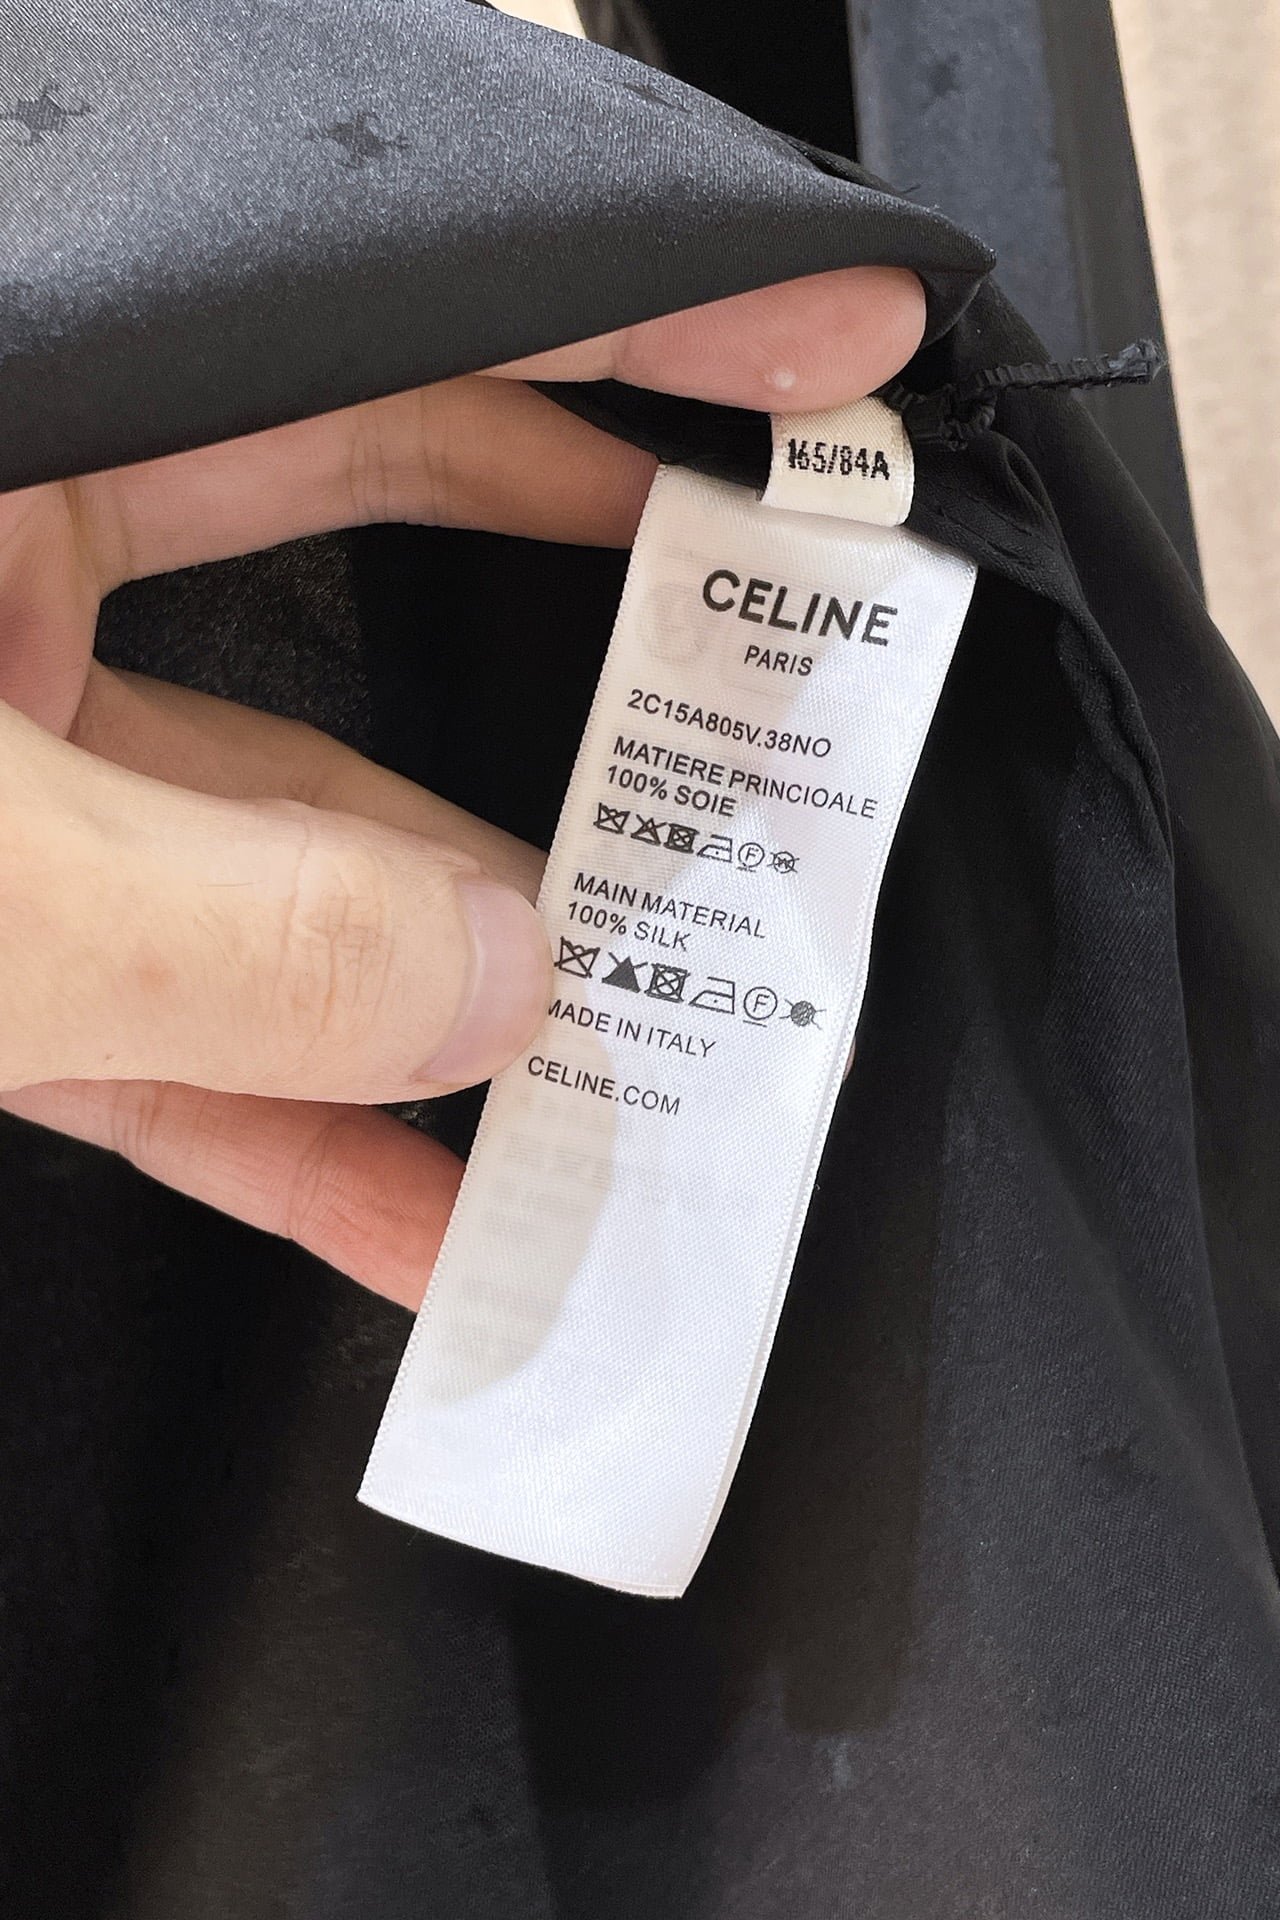 165/84A
CELINE
PARIS
2C15A805V.38NO
MATIERE PRINCIOALE
100% SOIE
F W
MAIN MATERIAL
100% SILK
F
MADE IN ITALY
CELINE.COM